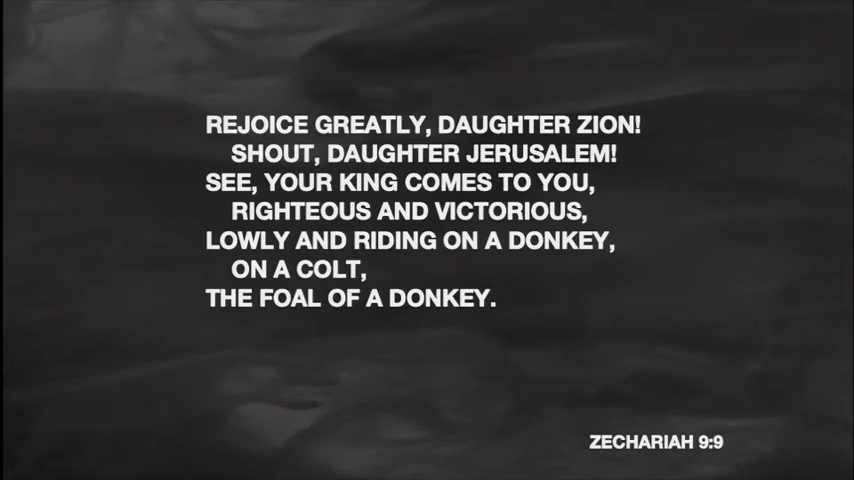 REJOICE GREATLY, DAUGHTER ZION!
SHOUT, DAUGHTER JERUSALEM!
SEE, YOUR KING COMES TO YOU,
RIGHTEOUS AND VICTORIOUS,
LOWLY AND RIDING ON A DONKEY,
ON A COLT,
THE FOAL OF A DONKEY.
ZECHARIAH 9:9